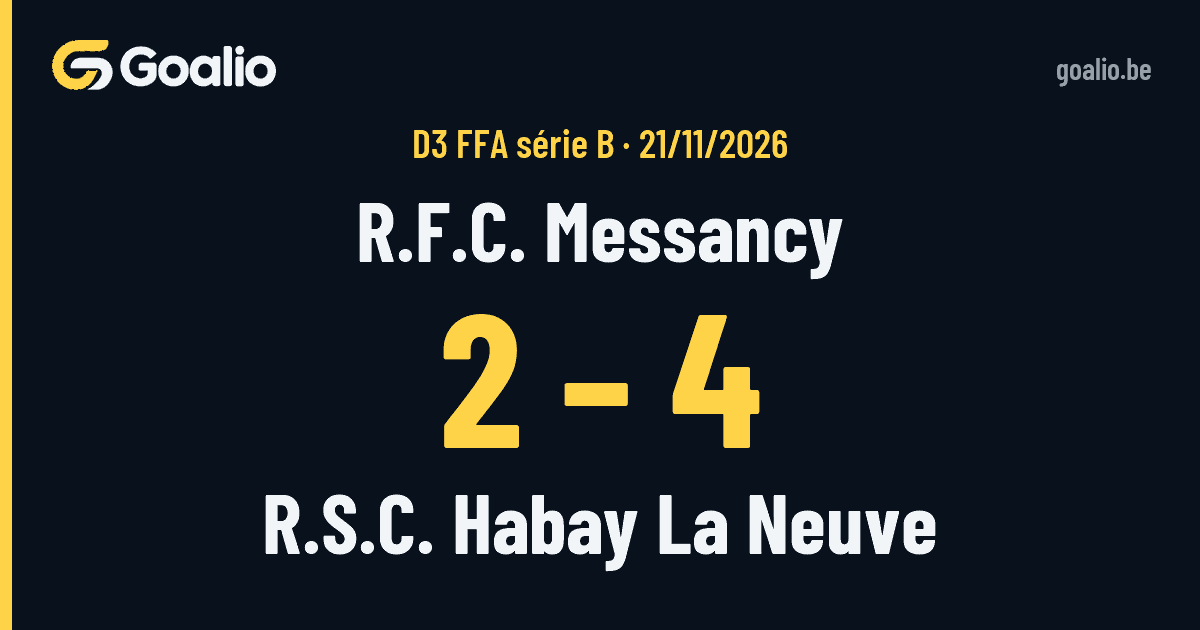 Goalio
goalio.be
D3 FFA série B · 21/11/2026
R.F.C. Messancy
2 – 4
R.S.C. Habay La Neuve